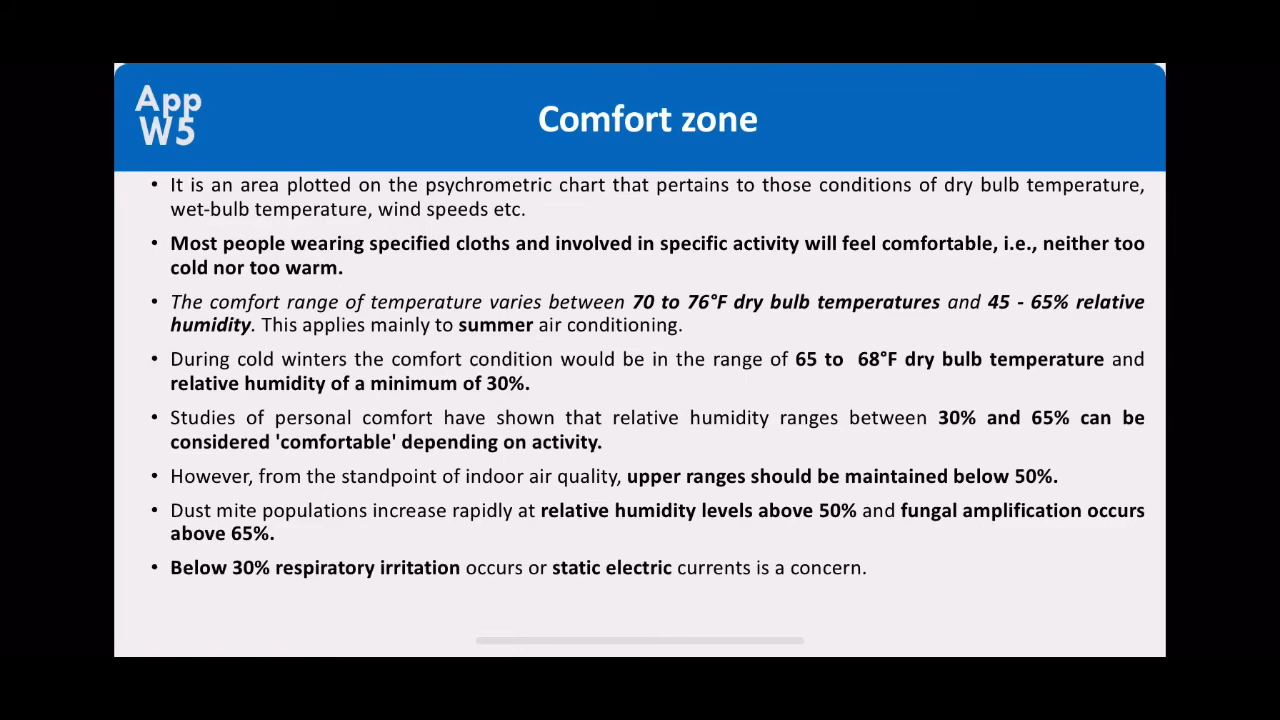 App
W5
Comfort zone
• It is an area plotted on the psychrometric chart that pertains to those conditions of dry bulb temperature,
wet-bulb temperature, wind speeds etc.
• Most people wearing specified cloths and involved in specific activity will feel comfortable, i.e., neither too
cold nor too warm.
• The comfort range of temperature varies between 70 to 76°F dry bulb temperatures and 45 - 65% relative
humidity. This applies mainly to summer air conditioning.
• During cold winters the comfort condition would be in the range of 65 to 68°F dry bulb temperature and
relative humidity of a minimum of 30%.
• Studies of personal comfort have shown that relative humidity ranges between 30% and 65% can be
considered 'comfortable' depending on activity.
• However, from the standpoint of indoor air quality, upper ranges should be maintained below 50%.
• Dust mite populations increase rapidly at relative humidity levels above 50% and fungal amplification occurs
above 65%.
• Below 30% respiratory irritation occurs or static electric currents is a concern.